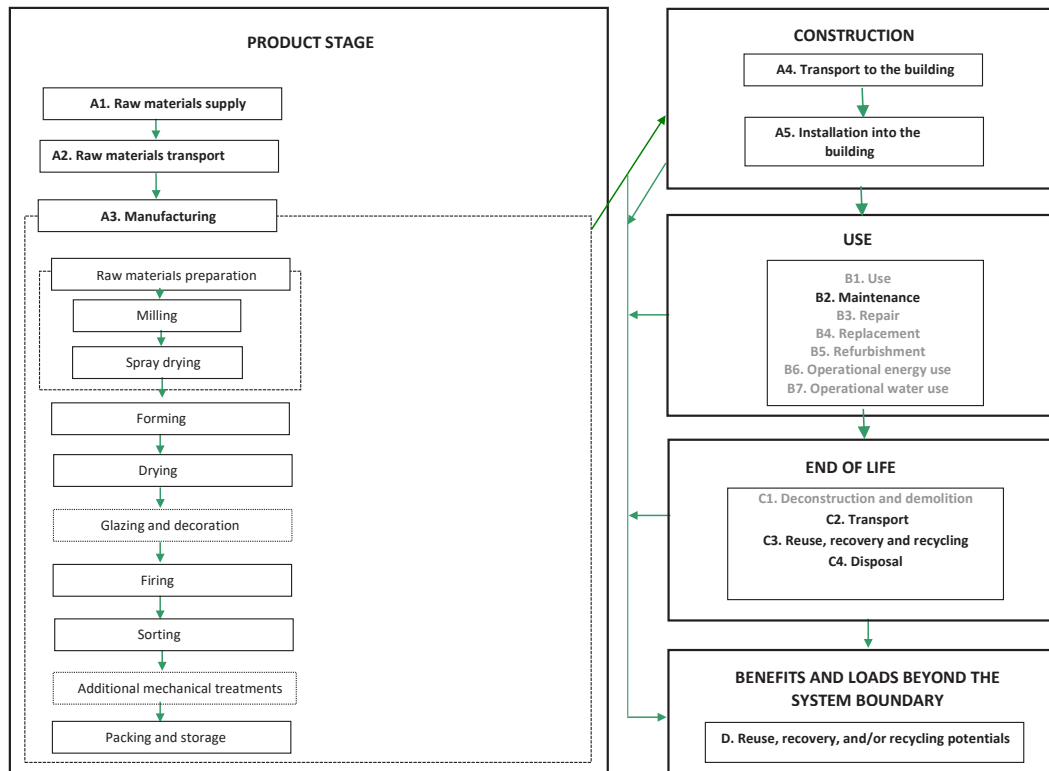 PRODUCT STAGE
A1. Raw materials supply
A2. Raw materials transport
A3. Manufacturing
Raw materials preparation
Milling
Spray drying
Forming
Drying
Glazing and decoration
Firing
Sorting
Additional mechanical treatments
Packing and storage
CONSTRUCTION
A4. Transport to the building
A5. Installation into the
building
USE
B1. Use
B2. Maintenance
B3. Repair
B4. Replacement
B5. Refurbishment
B6. Operational energy use
B7. Operational water use
END OF LIFE
C1. Deconstruction and demolition
C2. Transport
C3. Reuse, recovery and recycling
C4. Disposal
BENEFITS AND LOADS BEYOND THE
SYSTEM BOUNDARY
D. Reuse, recovery, and/or recycling potentials